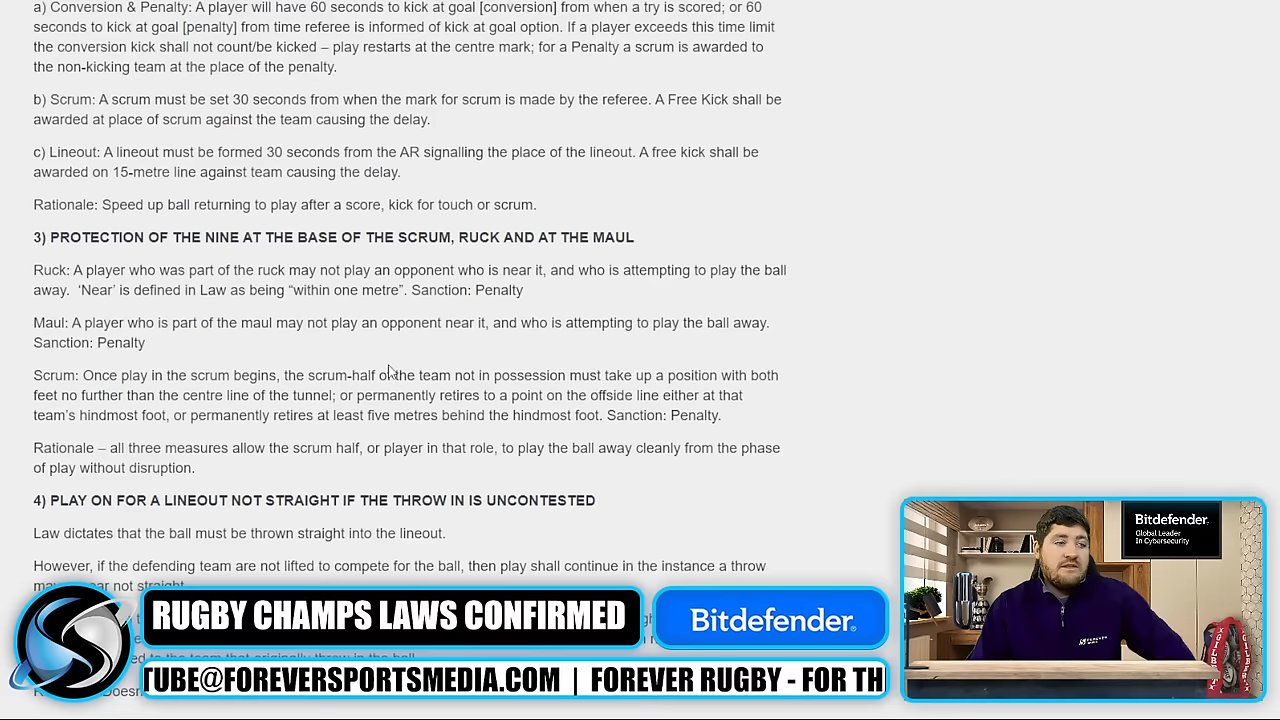 a) Conversion & Penalty: A player will have 60 seconds to kick at goal [conversion] from when a try is scored; or 60
seconds to kick at goal [penalty] from time referee is informed of kick at goal option. If a player exceeds this time limit
the conversion kick shall not count/be kicked – play restarts at the centre mark; for a Penalty a scrum is awarded to
the non-kicking team at the place of the penalty.
b) Scrum: A scrum must be set 30 seconds from when the mark for scrum is made by the referee. A Free Kick shall be
awarded at place of scrum against the team causing the delay.
c) Lineout: A lineout must be formed 30 seconds from the AR signalling the place of the lineout. A free kick shall be
awarded on 15-metre line against team causing the delay.
Rationale: Speed up ball returning to play after a score, kick for touch or scrum.
3) PROTECTION OF THE NINE AT THE BASE OF THE SCRUM, RUCK AND AT THE MAUL
Ruck: A player who was part of the ruck may not play an opponent who is near it, and who is attempting to play the ball
away. ‘Near’ is defined in Law as being “within one metre”. Sanction: Penalty
Maul: A player who is part of the maul may not play an opponent near it, and who is attempting to play the ball away.
Sanction: Penalty
Scrum: Once play in the scrum begins, the scrum-half of the team not in possession must take up a position with both
feet no further than the centre line of the tunnel; or permanently retires to a point on the offside line either at that
team’s hindmost foot, or permanently retires at least five metres behind the hindmost foot. Sanction: Penalty.
Rationale – all three measures allow the scrum half, or player in that role, to play the ball away cleanly from the phase
of play without disruption.
4) PLAY ON FOR A LINEOUT NOT STRAIGHT IF THE THROW IN IS UNCONTESTED
Law dictates that the ball must be thrown straight into the lineout.
However, if the defending team are not lifted to compete for the ball, then play shall continue in the instance a throw
not straight.
RUGBY CHAMPS LAWS CONFIRMED
Bitdefender.
TUBE@FOREVERSPORTSMEDIA.COM | FOREVER RUGBY - FOR TH
Bitdefender.
Global Leader
In Cybersecurity